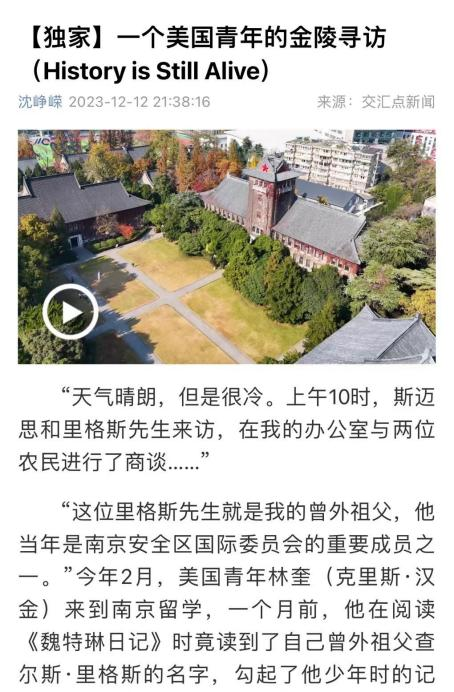 【独家】一个美国青年的金陵寻访
（History is Still Alive）
沈峥嵘 2023-12-12 21:38:16 来源：交汇点新闻
“天气晴朗，但是很冷。上午10时，斯迈
思和里格斯先生来访，在我的办公室与两位
农民进行了商谈……”
“这位里格斯先生就是我的曾外祖父，他
当年是南京安全区国际委员会的重要成员之
一。”今年2月，美国青年林奎（克里斯·汉
金）来到南京留学，一个月前，他在阅读
《魏特琳日记》时竟读到了自己曾外祖父查
尔斯·里格斯的名字，勾起了他少年时的记